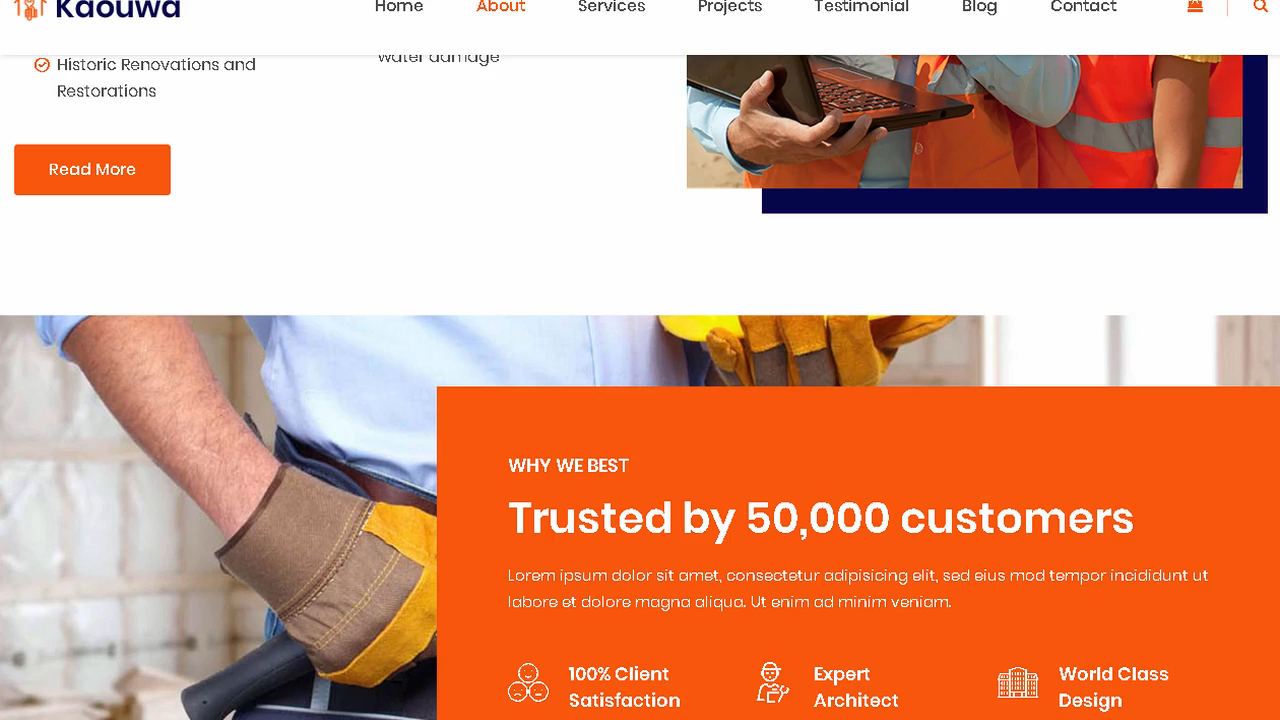 Kaouwa
Home About Services Projects Testimonial Blog Contact
Historic Renovations and
Restorations
water damage
Read More
WHY WE BEST
Trusted by 50,000 customers
Lorem ipsum dolor sit amet, consectetur adipisicing elit, sed eius mod tempor incididunt ut
labore et dolore magna aliqua. Ut enim ad minim veniam.
100% Client
Satisfaction
Expert
Architect
World Class
Design